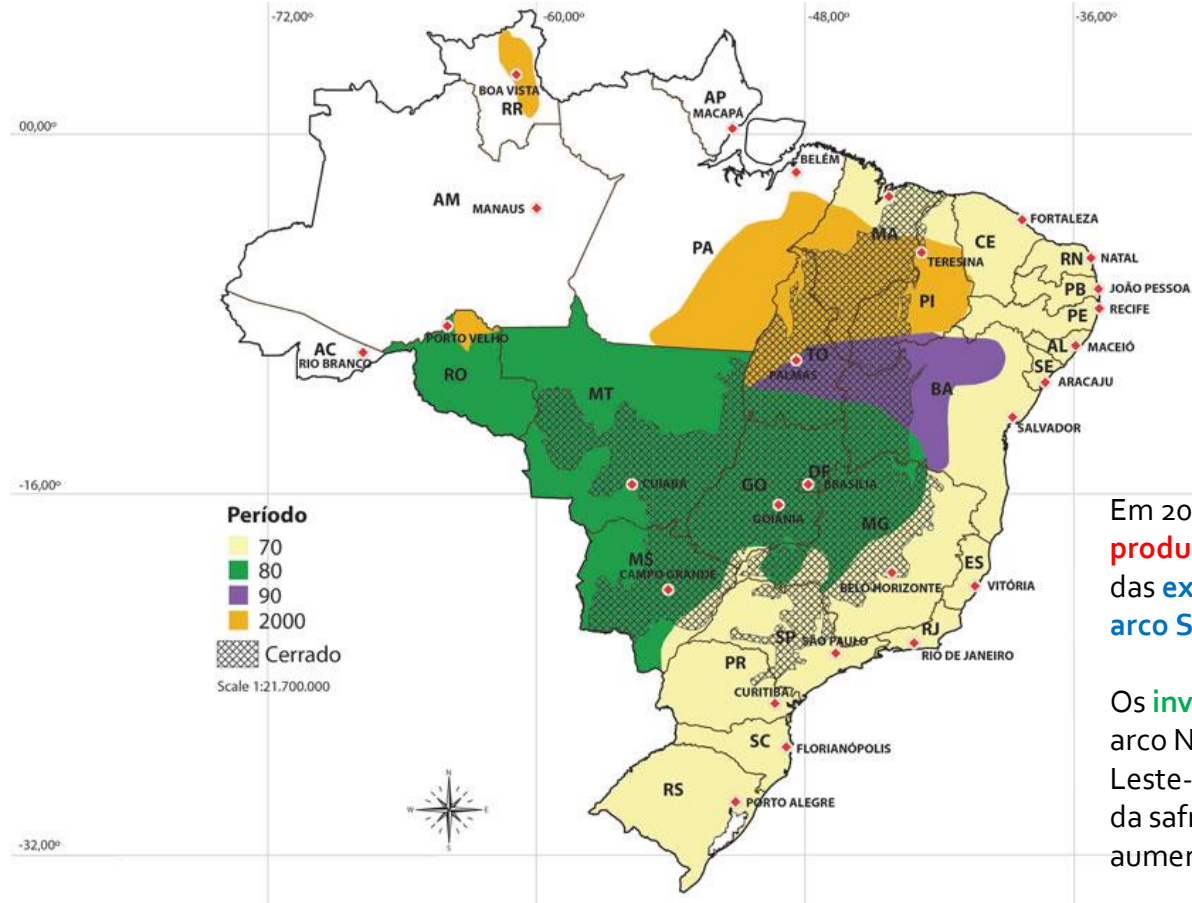 -72,00º
-60,00º
-48,00º
-36,00º
BOA VISTA
RR
AP
MACAPÁ
00,00º
BELÉM
AM
MANAUS
FORTALEZA
PA
MA
CE
TERESINA
RN
NATAL
PI
PB
JOÃO PESSOA
PE
RECIFE
PORTO VELHO
AC
RIO BRANCO
AL
MACEIÓ
TO
SE
PALMAS
RO
MT
BA
ARACAJU
SALVADOR
-16,00º
CUIABÁ
GO
DF
BRASÍLIA
GOIÂNIA
MG
Período
70
80
90
2000
Cerrado
Scale 1:21.700.000
MS
CAMPO GRANDE
BELO HORIZONTE
ES
VITÓRIA
SP
SÃO PAULO
RJ
RIO DE JANEIRO
PR
CURITIBA
SC
FLORIANÓPOLIS
RS
PORTO ALEGRE
N
W
E
S
-32,00º
Em 20
produ
das ex
arco S
Os inv
arco N
Leste-
da safr
aumer